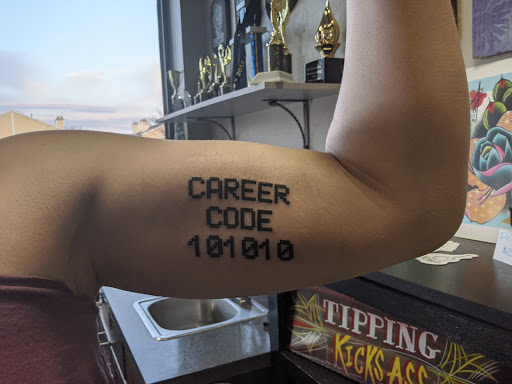 CAREER
CODE
101010
TIPPING
KICKS ASS